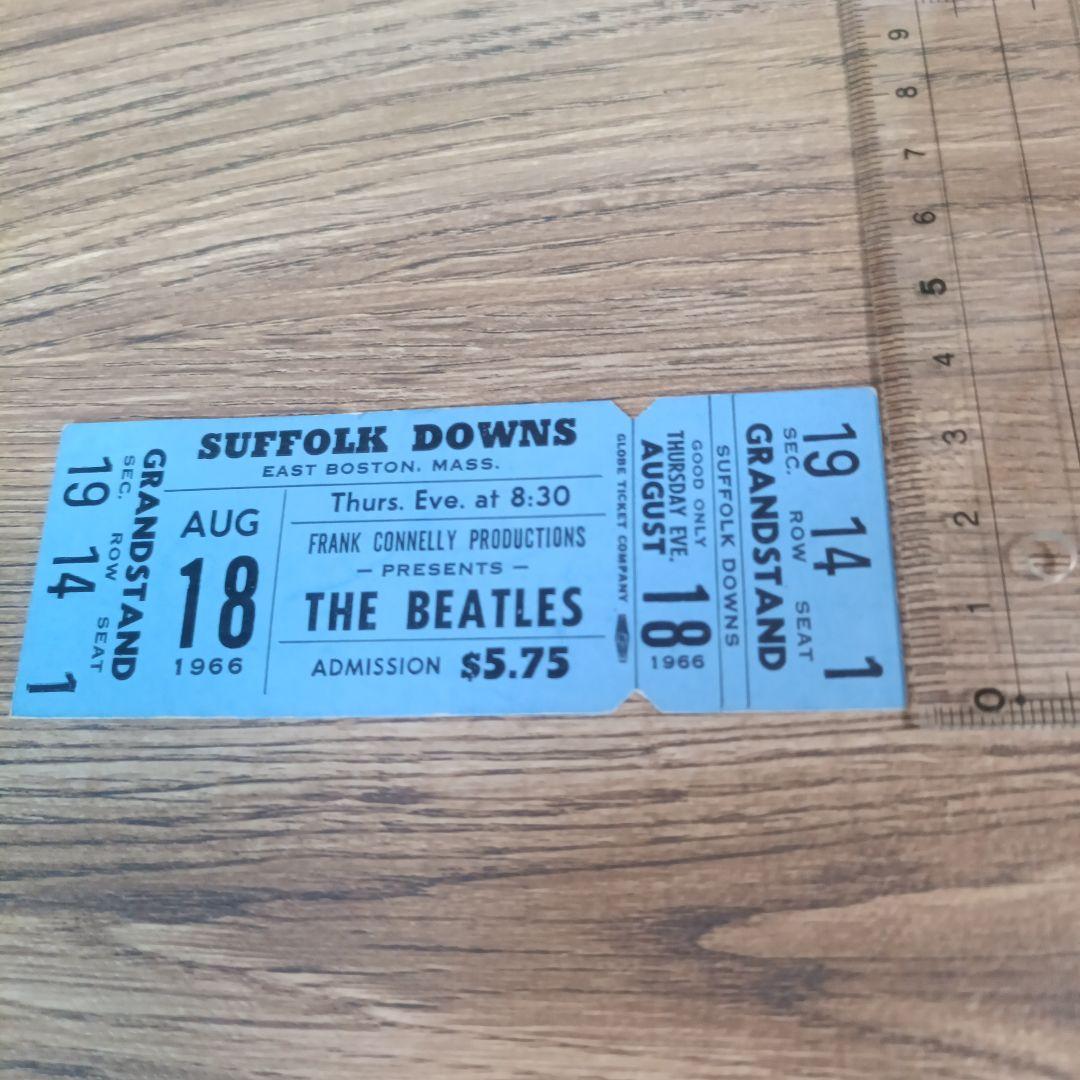 GRANDSTAND
SEC. ROW SEAT
19 14 1
SUFFOLK DOWNS
EAST BOSTON, MASS.
AUG
18
1966
Thurs. Eve. at 8:30
FRANK CONNELLY PRODUCTIONS
— PRESENTS —
THE BEATLES
ADMISSION $5.75
GLOBE TICKET COMPANY
GOOD ONLY
THURSDAY EVE.
AUGUST
18
1966
SUFFOLK DOWNS
19 14 1
SEC. ROW SEAT
GRANDSTAND
9
8
7
6
5
4
3
2
1
0